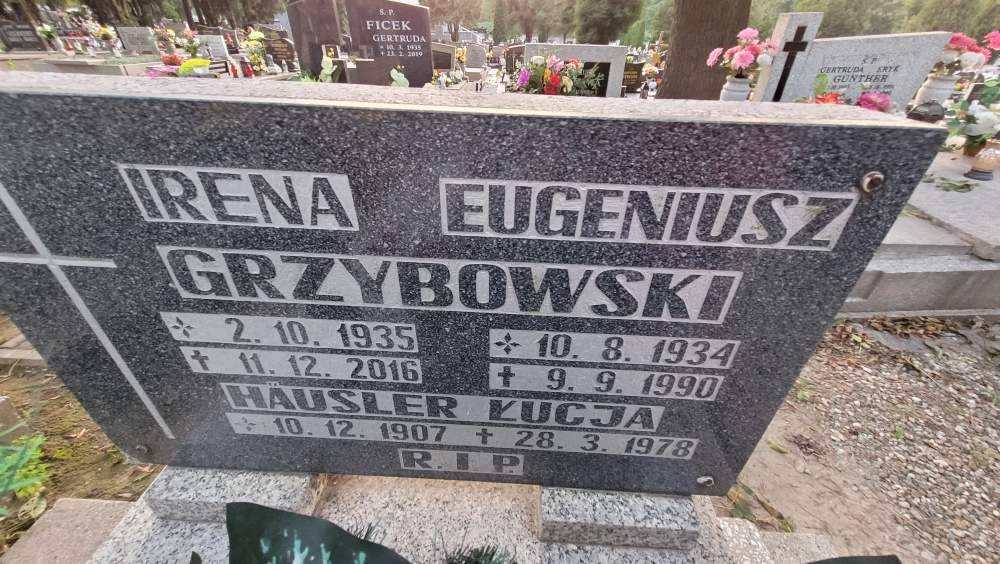 Ś.P.
FICEK
GERTRUDA
* 10.3.1935
+ 23.2.2019
Ś.P.
GERTRUDA ERYK
GÜNTHER
IRENA EUGENIUSZ
GRZYBOWSKI
2. 10. 1935 10. 8. 1934
+ 11. 12. 2016 + 9. 9. 1990
HÄUSLER ŁUCJA
10. 12. 1907 + 28. 3. 1978
R. I P.